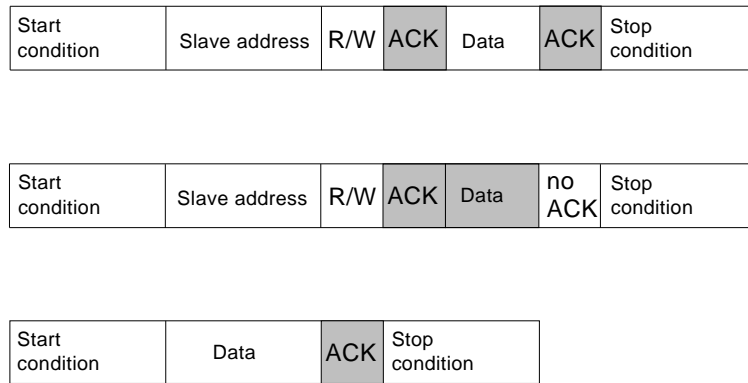 Start
condition
Slave address
R/W
ACK
Data
ACK
Stop
condition
Start
condition
Slave address
R/W
ACK
Data
no
ACK
Stop
condition
Start
condition
Data
ACK
Stop
condition